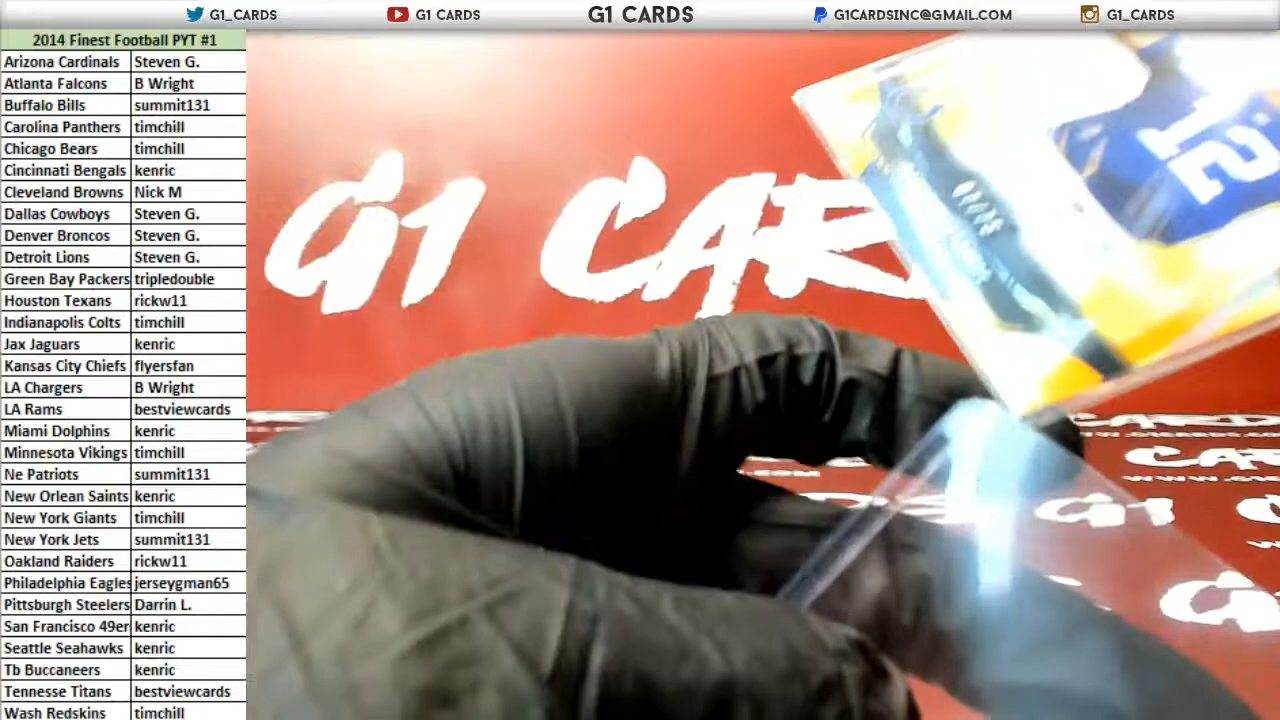 G1_CARDS
G1 CARDS
G1 CARDS
G1CARDSINC@GMAIL.COM
G1_CARDS
2014 Finest Football PYT #1
Arizona Cardinals Steven G.
Atlanta Falcons B Wright
Buffalo Bills summit131
Carolina Panthers timchill
Chicago Bears timchill
Cincinnati Bengals kenric
Cleveland Browns Nick M
Dallas Cowboys Steven G.
Denver Broncos Steven G.
Detroit Lions Steven G.
Green Bay Packers tripledouble
Houston Texans rickw11
Indianapolis Colts timchill
Jax Jaguars kenric
Kansas City Chiefs flyersfan
LA Chargers B Wright
LA Rams bestviewcards
Miami Dolphins kenric
Minnesota Vikings timchill
Ne Patriots summit131
New Orlean Saints kenric
New York Giants timchill
New York Jets summit131
Oakland Raiders rickw11
Philadelphia Eagles jerseygman65
Pittsburgh Steelers Darrin L.
San Francisco 49er kenric
Seattle Seahawks kenric
Tb Buccaneers kenric
Tennesse Titans bestviewcards
Wash Redskins timchill
G1 CARD
12
G1